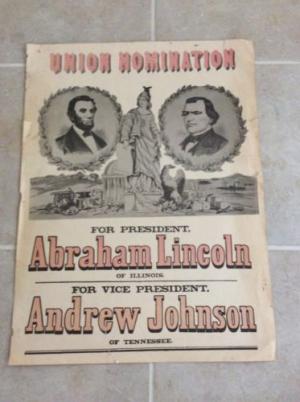 UNION NOMINATION
FOR PRESIDENT,
Abraham Lincoln
OF ILLINOIS.
FOR VICE PRESIDENT,
Andrew Johnson
OF TENNESSEE.